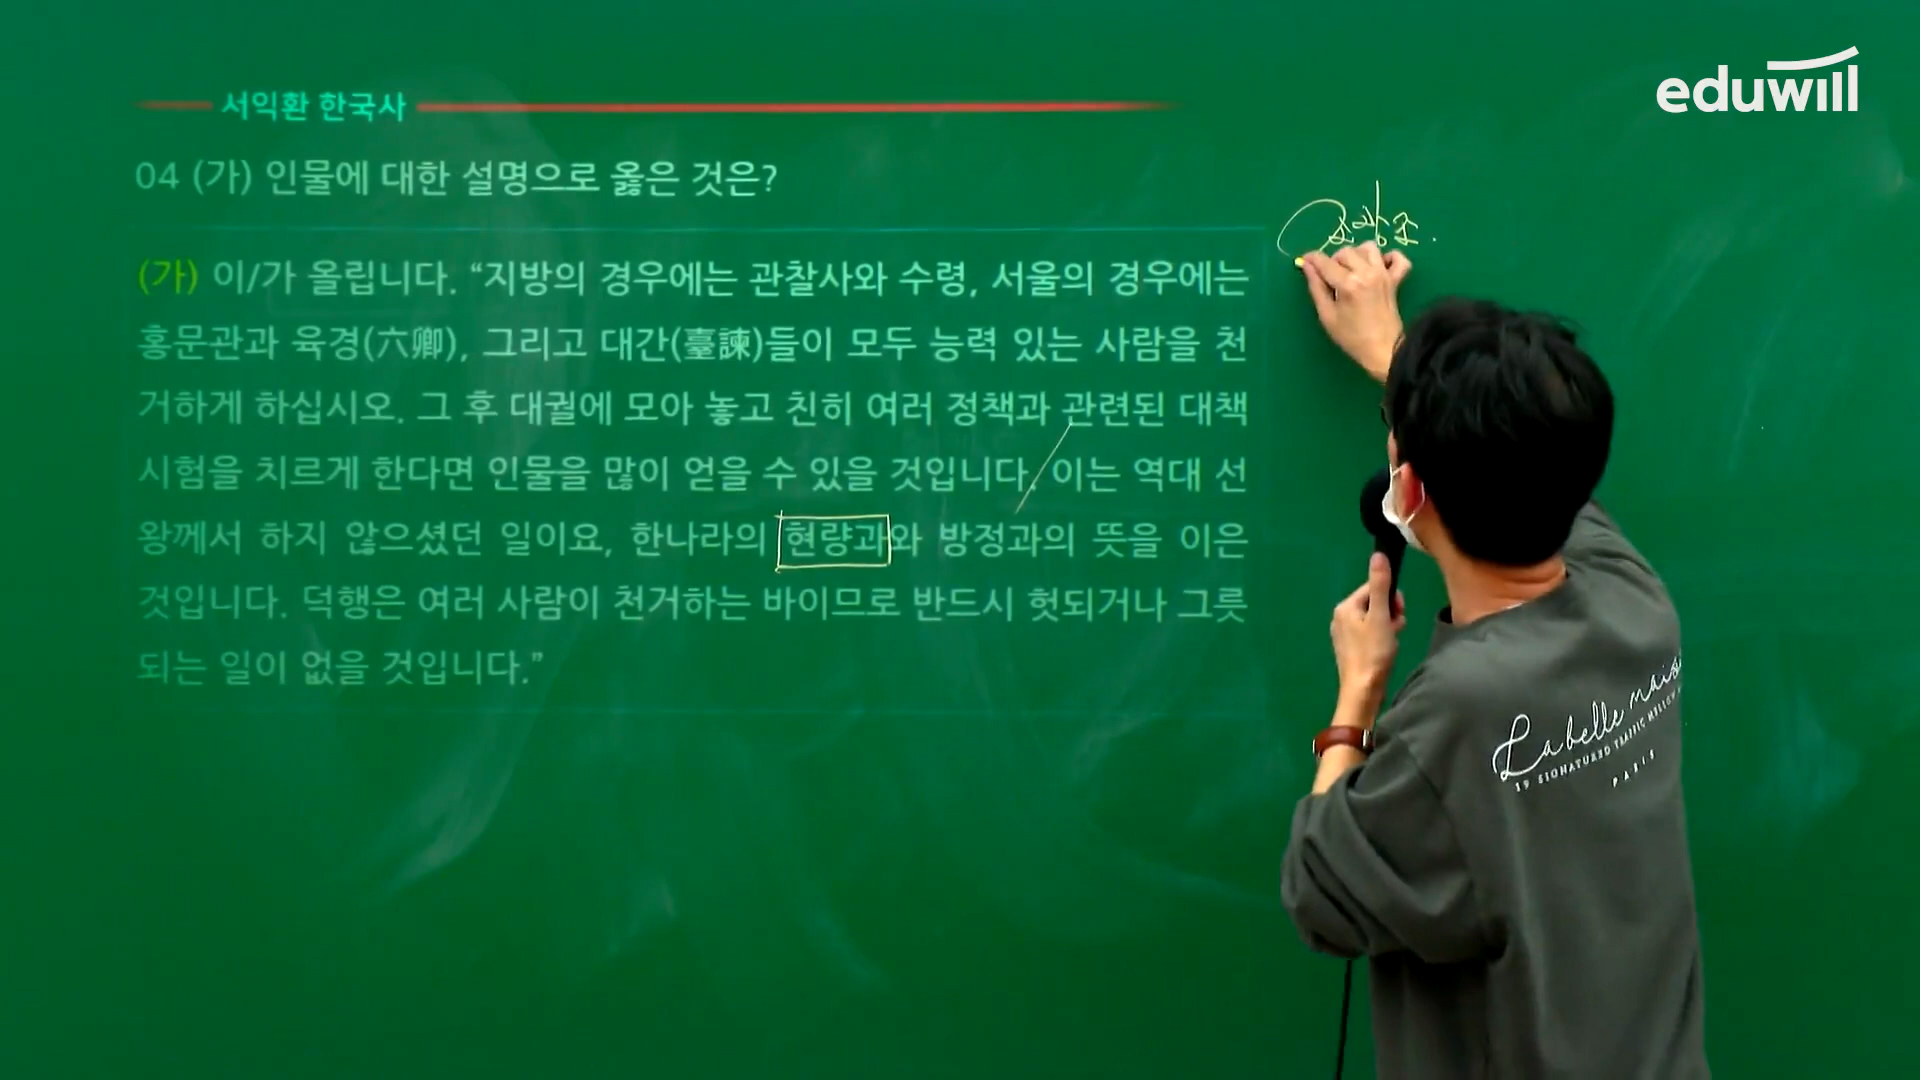 eduwill
서익환 한국사
04 (가) 인물에 대한 설명으로 옳은 것은?
(가) 이/가 올립니다. “지방의 경우에는 관찰사와 수령, 서울의 경우에는
홍문관과 육경(六卿), 그리고 대간(臺諫)들이 모두 능력 있는 사람을 천
거하게 하십시오. 그 후 대궐에 모아 놓고 친히 여러 정책과 관련된 대책
시험을 치르게 한다면 인물을 많이 얻을 수 있을 것입니다. 이는 역대 선
왕께서 하지 않으셨던 일이요, 한나라의 현량과와 방정과의 뜻을 이은
것입니다. 덕행은 여러 사람이 천거하는 바이므로 반드시 헛되거나 그릇
되는 일이 없을 것입니다.”
조광조.
La belle maiso
19 SIGNATURED TRAFFIC MELLOW
PARIS